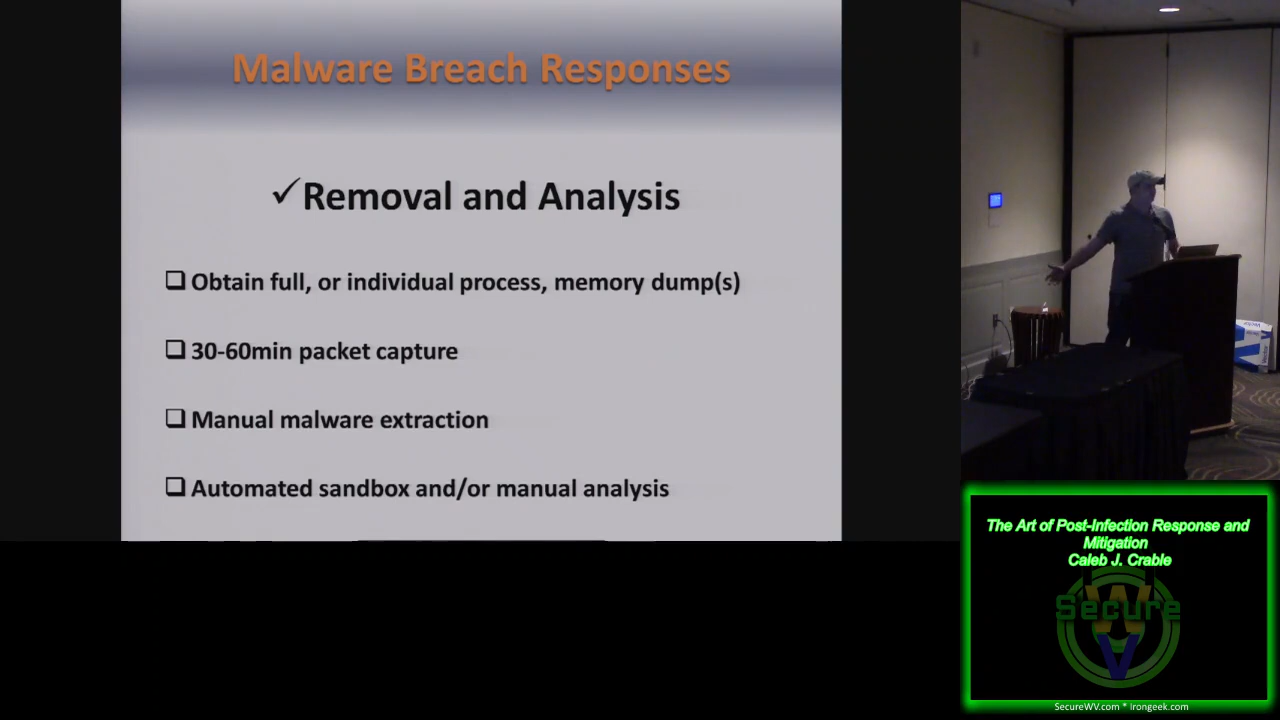 Malware Breach Responses
✓Removal and Analysis
❑ Obtain full, or individual process, memory dump(s)
❑ 30-60min packet capture
❑ Manual malware extraction
❑ Automated sandbox and/or manual analysis
The Art of Post-Infection Response and
Mitigation
Caleb J. Crable
Secure
WV
SecureWV.com * Irongeek.com